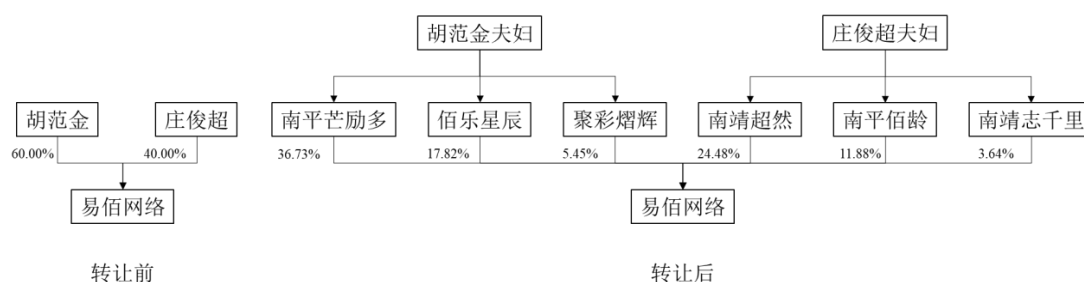 胡范金夫妇
庄俊超夫妇
胡范金
庄俊超
南平芒励多
佰乐星辰
聚彩熠辉
南靖超然
南平佰龄
南靖志千里
60.00%
40.00%
36.73%
17.82%
5.45%
24.48%
11.88%
3.64%
易佰网络
易佰网络
转让前
转让后